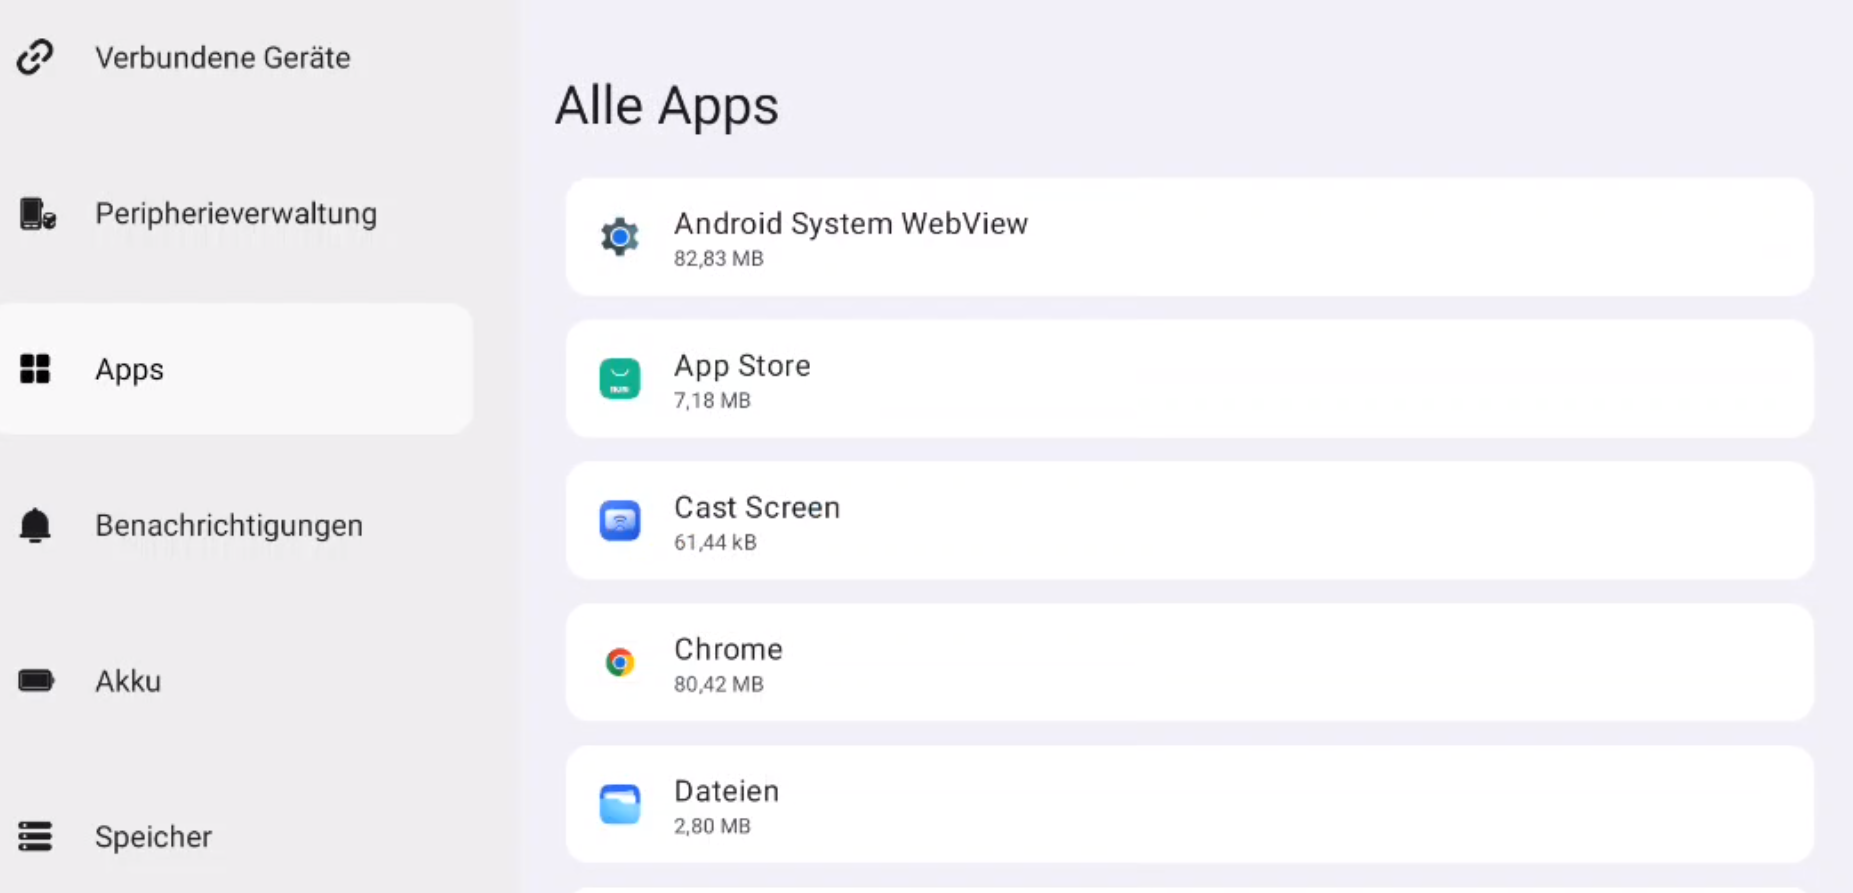 Verbundene Geräte
Peripherieverwaltung
Apps
Benachrichtigungen
Akku
Speicher
Alle Apps
Android System WebView
82,83 MB
App Store
7,18 MB
Cast Screen
61,44 kB
Chrome
80,42 MB
Dateien
2,80 MB